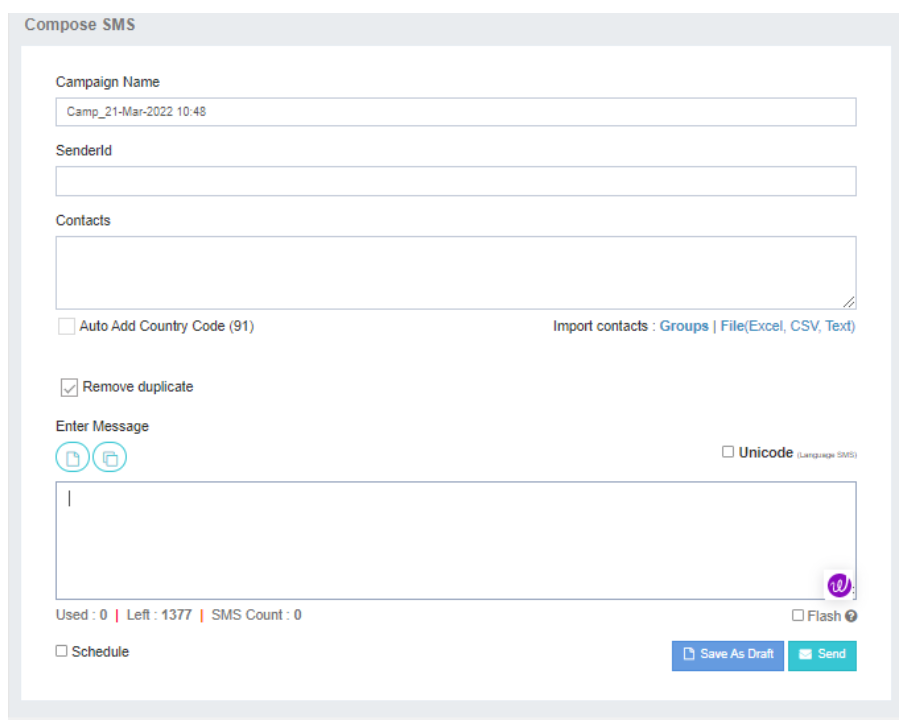 Compose SMS
Campaign Name
Camp_21-Mar-2022 10:48
SenderId
Contacts
Auto Add Country Code (91) Import contacts : Groups | File(Excel, CSV, Text)
Remove duplicate
Enter Message
Unicode (Language SMS)
Used : 0 | Left : 1377 | SMS Count : 0 Flash
Schedule Save As Draft Send